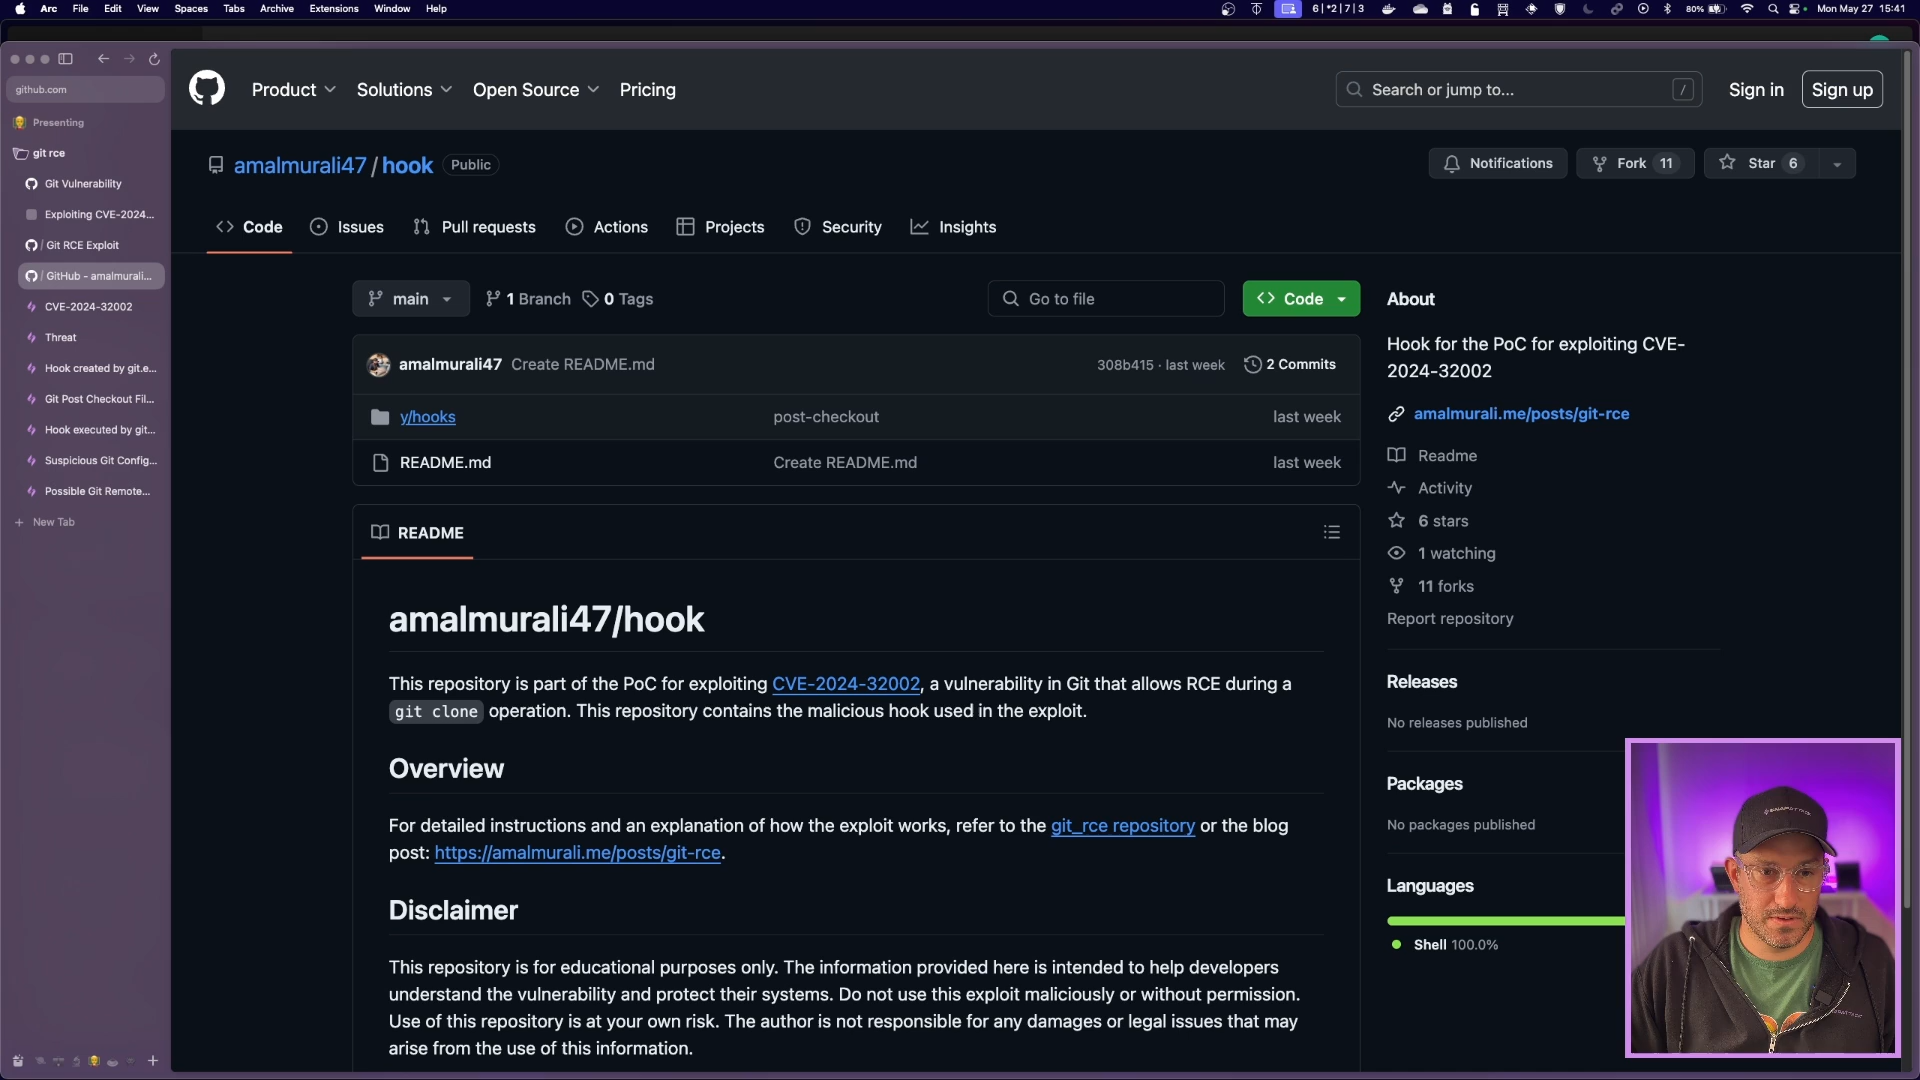 Arc File Edit View Spaces Tabs Archive Extensions Window Help
6|*2|7|3 80% Mon May 27 15:41
github.com
Presenting
git rce
Git Vulnerability
Exploiting CVE-2024...
/ Git RCE Exploit
/ GitHub - amalmurali...
CVE-2024-32002
Threat
Hook created by git.e...
Git Post Checkout Fil...
Hook executed by git...
Suspicious Git Config...
Possible Git Remote...
+ New Tab
Product Solutions Open Source Pricing
Search or jump to... /
Sign in Sign up
amalmurali47 / hook Public
Notifications Fork 11 Star 6
Code Issues Pull requests Actions Projects Security Insights
main 1 Branch 0 Tags Go to file Code
amalmurali47 Create README.md 308b415 · last week 2 Commits
y/hooks post-checkout last week
README.md Create README.md last week
README
amalmurali47/hook
This repository is part of the PoC for exploiting CVE-2024-32002, a vulnerability in Git that allows RCE during a
git clone operation. This repository contains the malicious hook used in the exploit.
Overview
For detailed instructions and an explanation of how the exploit works, refer to the git_rce repository or the blog
post: https://amalmurali.me/posts/git-rce.
Disclaimer
This repository is for educational purposes only. The information provided here is intended to help developers
understand the vulnerability and protect their systems. Do not use this exploit maliciously or without permission.
Use of this repository is at your own risk. The author is not responsible for any damages or legal issues that may
arise from the use of this information.
About
Hook for the PoC for exploiting CVE-
2024-32002
amalmurali.me/posts/git-rce
Readme
Activity
6 stars
1 watching
11 forks
Report repository
Releases
No releases published
Packages
No packages published
Languages
Shell 100.0%